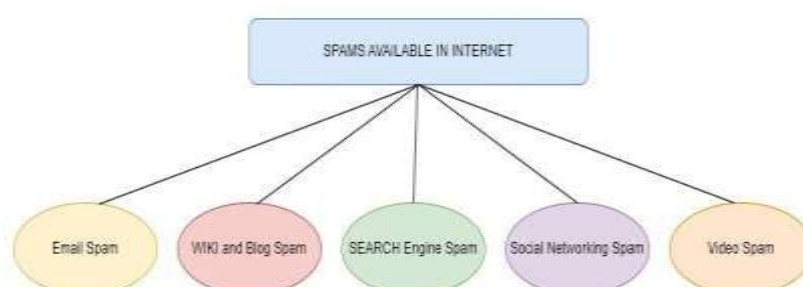 SPAMS AVAILABLE IN INTERNET
Email Spam
WIKI and Blog Spam
SEARCH Engine Spam
Social Networking Spam
Video Spam